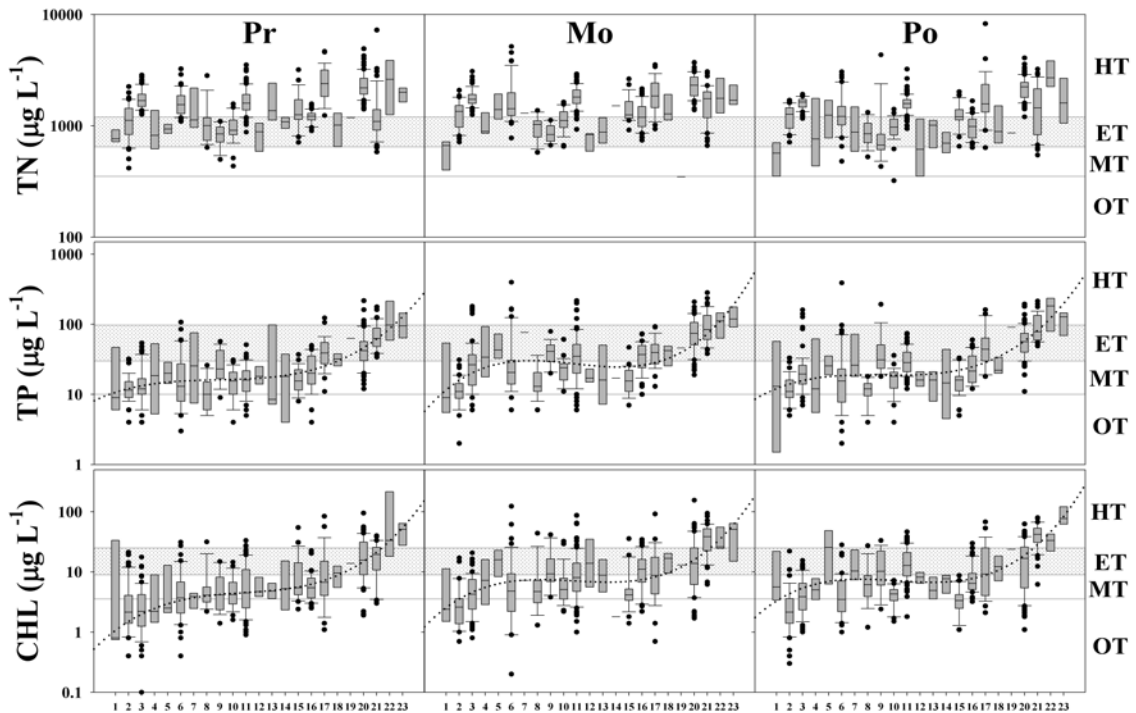 Pr Mo Po
TN (µg L-1)
10000
1000
100
HT
ET
MT
OT
TP (µg L-1)
1000
100
10
1
HT
ET
MT
OT
CHL (µg L-1)
100
10
1
0.1
HT
ET
MT
OT
1 2 3 4 5 6 7 8 9 10 11 12 13 14 15 16 17 18 19 20 21 22 23 1 2 3 4 5 6 7 8 9 10 11 12 13 14 15 16 17 18 19 20 21 22 23 1 2 3 4 5 6 7 8 9 10 11 12 13 14 15 16 17 18 19 20 21 22 23